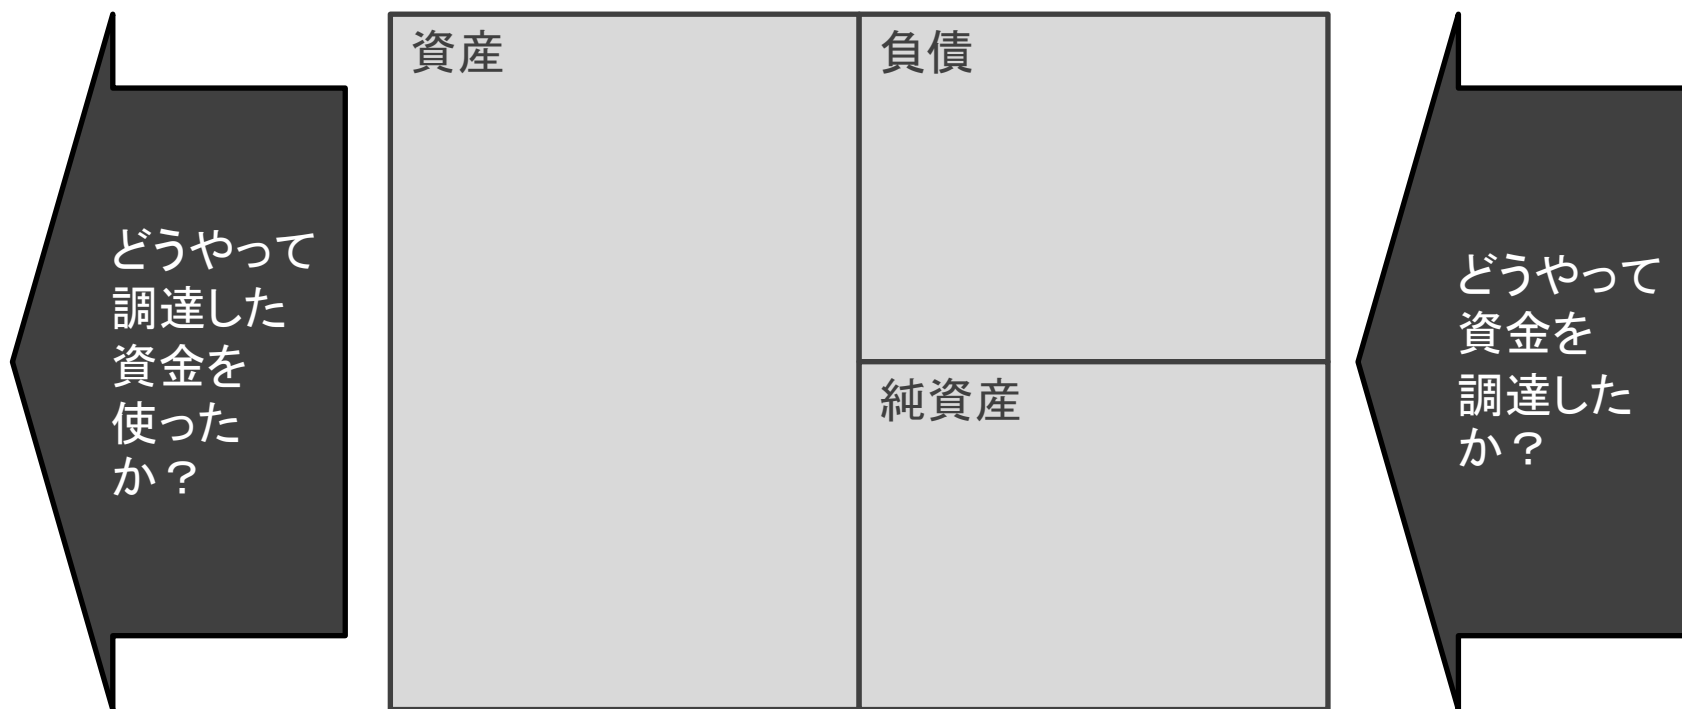 どうやって
調達した
資金を
使った
か？
資産
負債
純資産
どうやって
資金を
調達した
か？